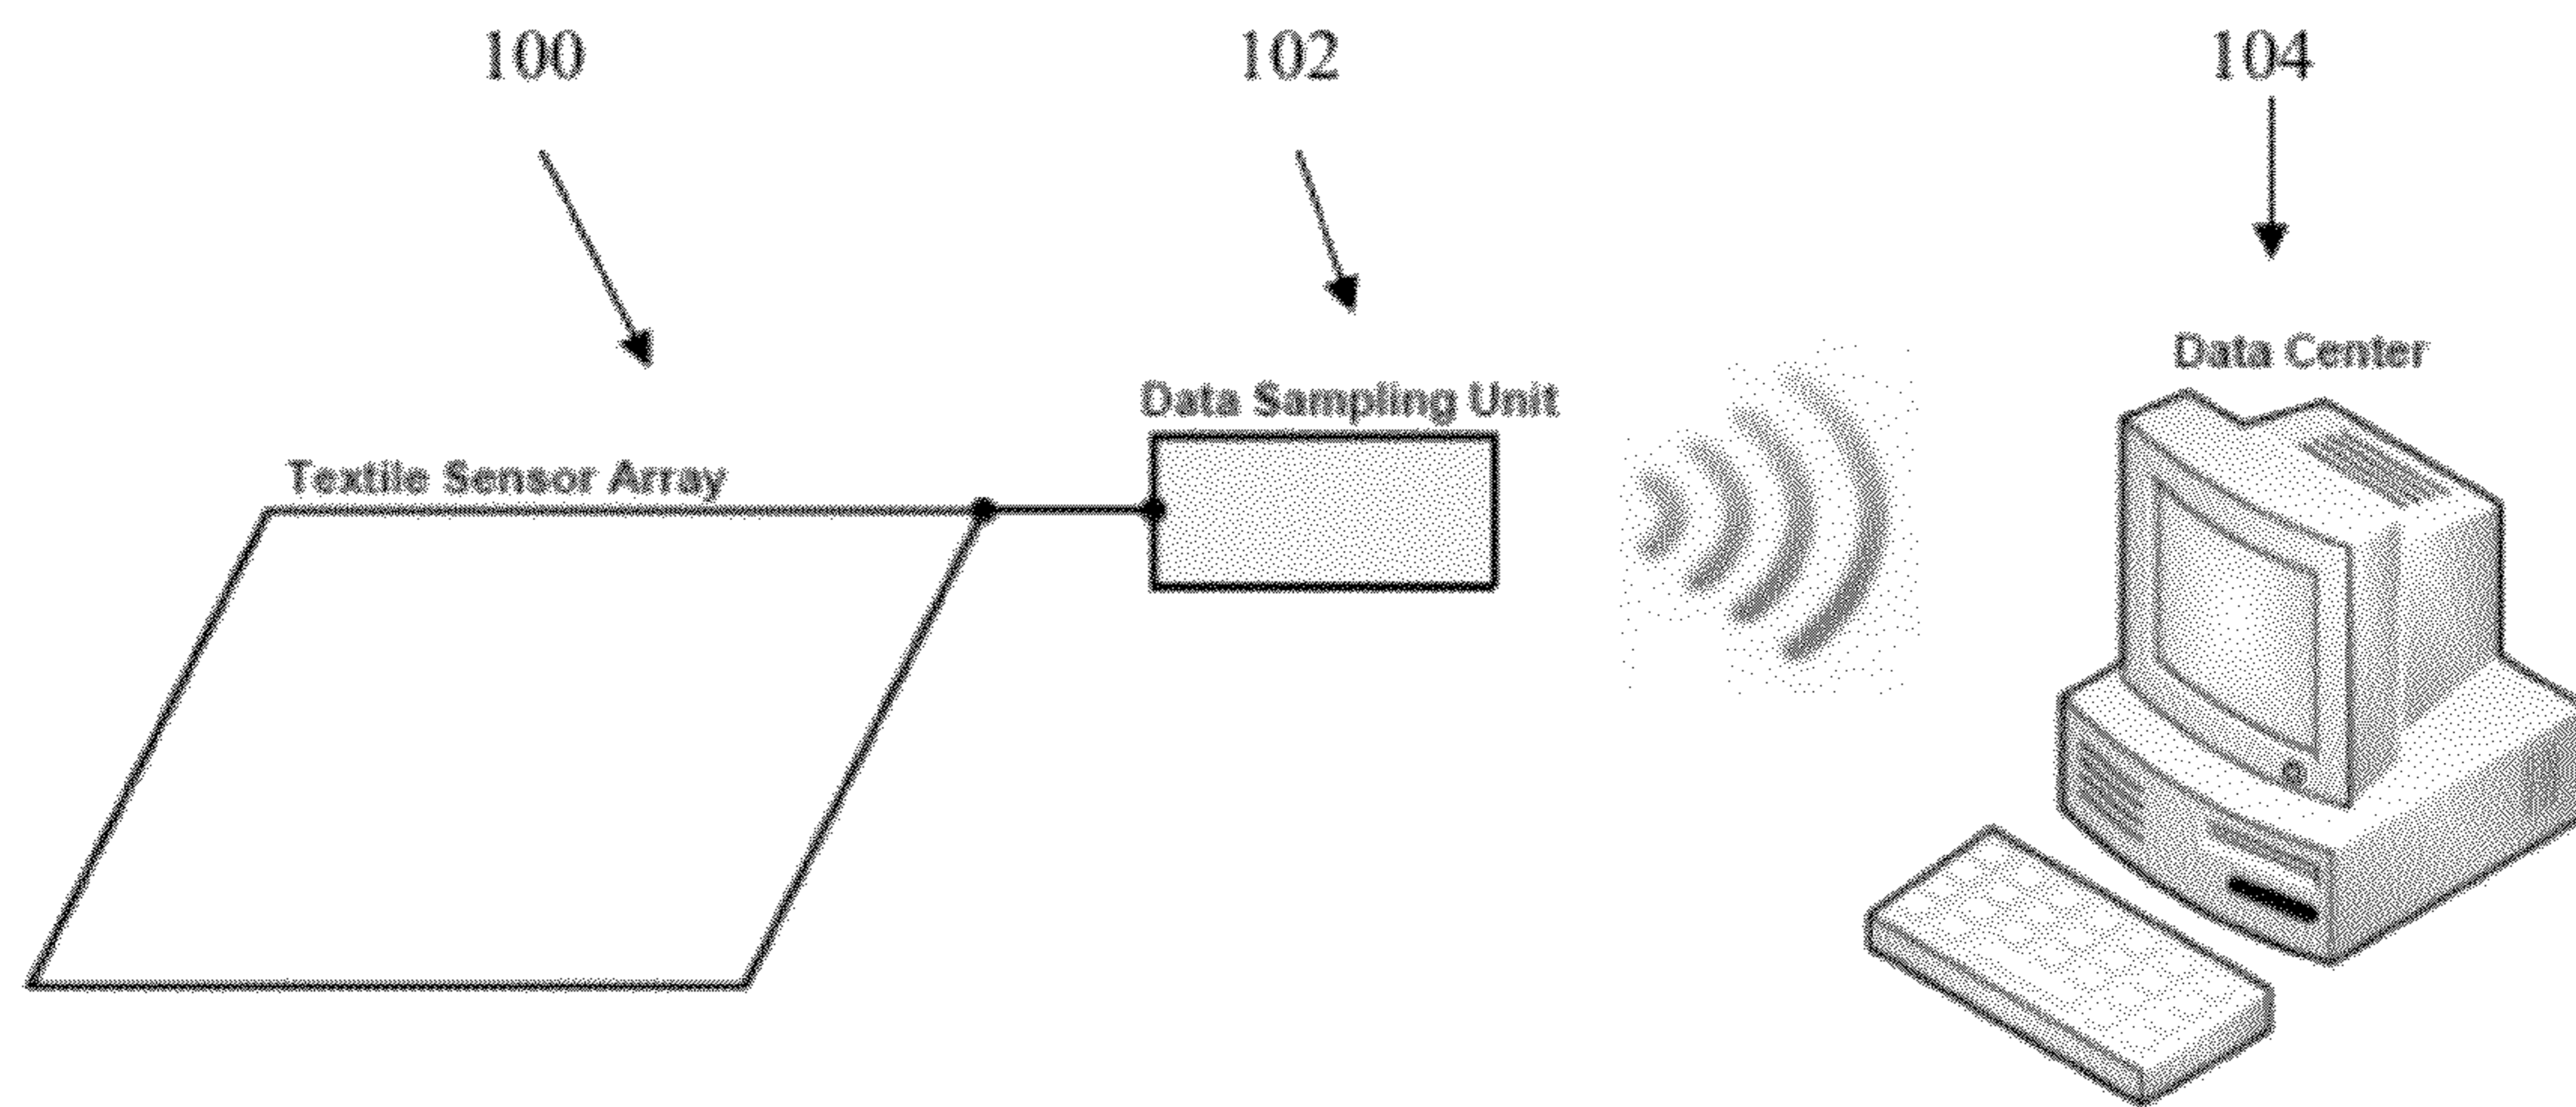 100
102
104
Data Center
Data Sampling Unit
Textile Sensor Array